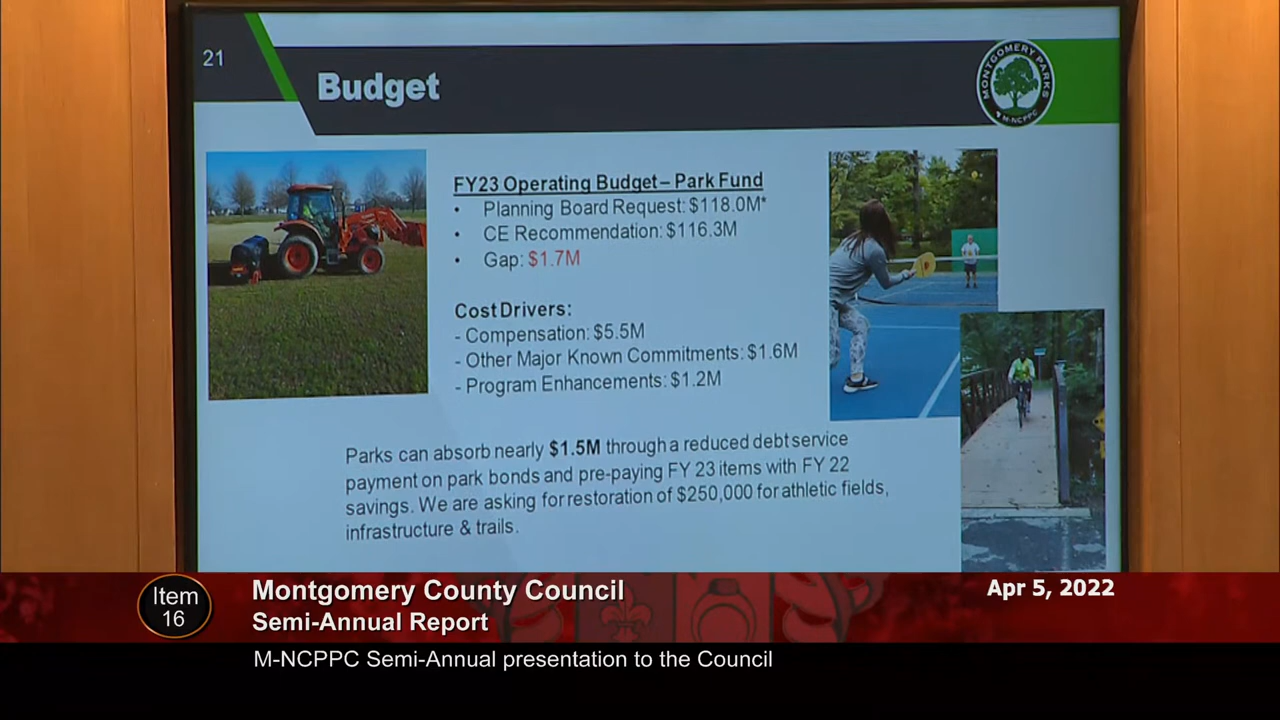 21
Budget
MONTGOMERY PARKS
M-NCPPC
FY23 Operating Budget – Park Fund
• Planning Board Request: $118.0M*
• CE Recommendation: $116.3M
• Gap: $1.7M
Cost Drivers:
- Compensation: $5.5M
- Other Major Known Commitments: $1.6M
- Program Enhancements: $1.2M
Parks can absorb nearly $1.5M through a reduced debt service
payment on park bonds and pre-paying FY 23 items with FY 22
savings. We are asking for restoration of $250,000 for athletic fields,
infrastructure & trails.
Item
16
Montgomery County Council
Semi-Annual Report
Apr 5, 2022
M-NCPPC Semi-Annual presentation to the Council